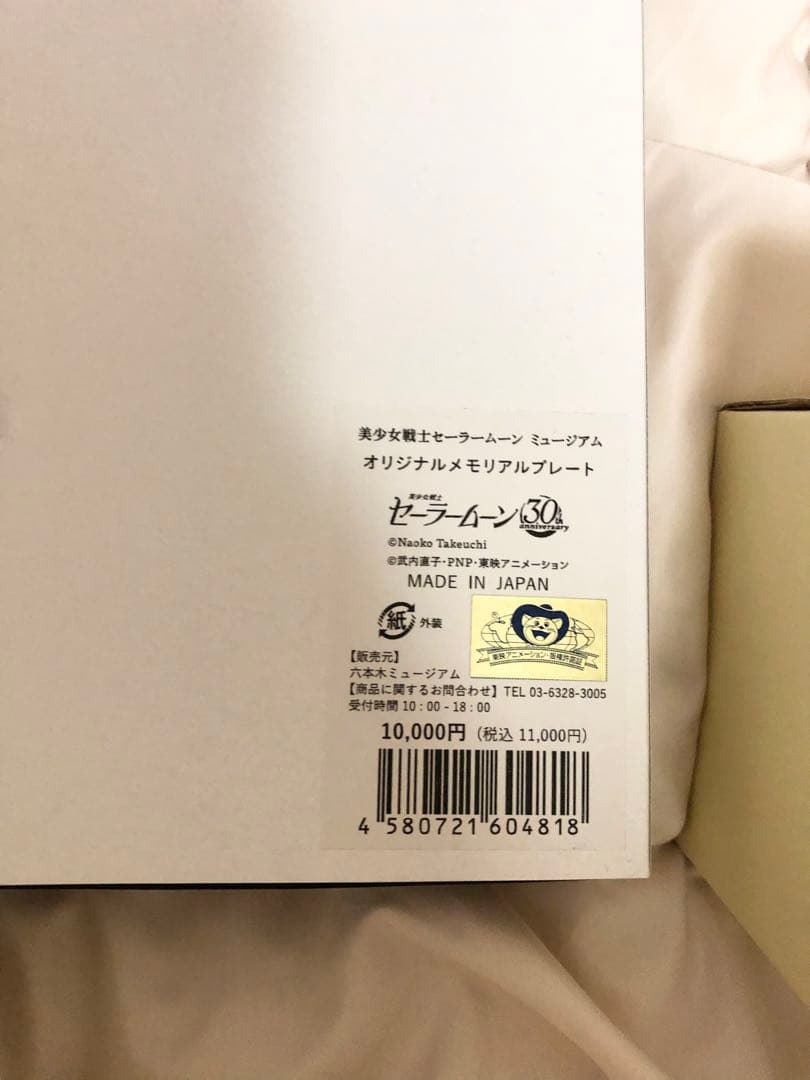 美少女戦士セーラームーン ミュージアム
オリジナルメモリアルプレート
美少女戦士
セーラームーン 30th anniversary
©Naoko Takeuchi
©武内直子・PNP・東映アニメーション
MADE IN JAPAN
紙 外装
東映アニメーション・版権許諾証
【販売元】
六本木ミュージアム
【商品に関するお問合わせ】 TEL 03-6328-3005
受付時間 10:00 - 18:00
10,000円 (税込 11,000円)
4 580721 604818